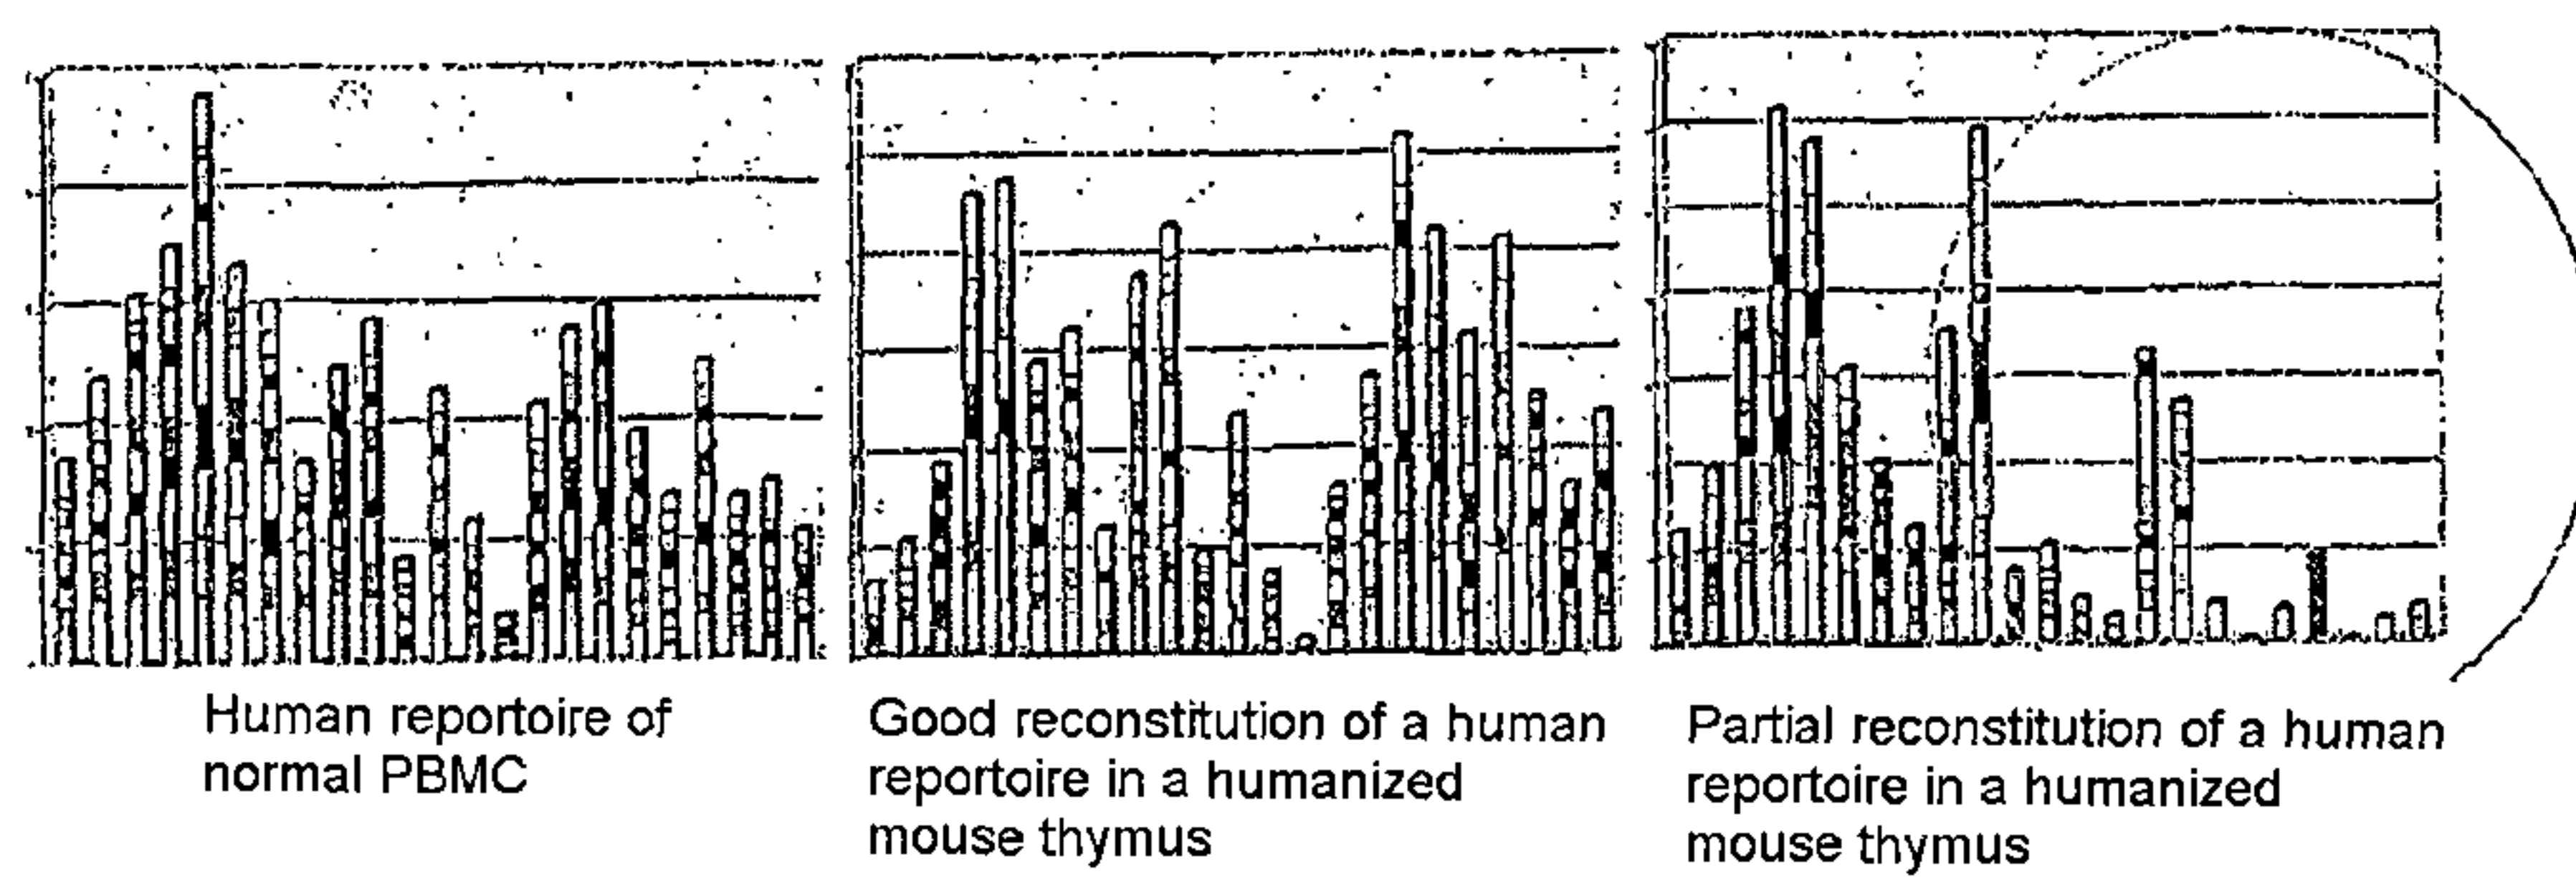 Human reportoire of
normal PBMC
Good reconstitution of a human
reportoire in a humanized
mouse thymus
Partial reconstitution of a human
reportoire in a humanized
mouse thymus